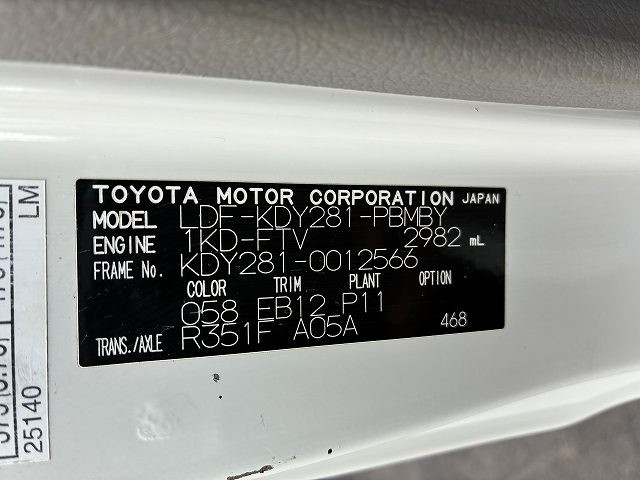 TOYOTA MOTOR CORPORATION JAPAN
MODEL LDF-KDY281-PBMBY
ENGINE 1KD-FTV 2982 mL
FRAME No. KDY281-0012566
COLOR TRIM PLANT OPTION
058 EB12 P11
TRANS./AXLE R351F A05A 468
LM
25140